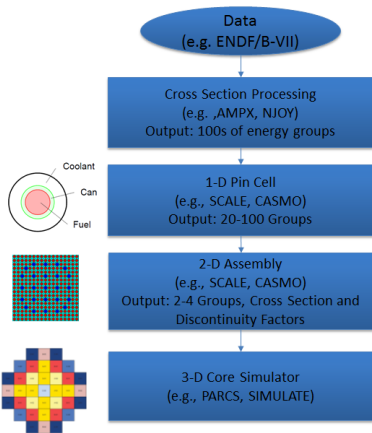 Data
(e.g. ENDF/B-VII)
Cross Section Processing
(e.g. ,AMPX, NJOY)
Output: 100s of energy groups
Coolant
Can
Fuel
1-D Pin Cell
(e.g., SCALE, CASMO)
Output: 20-100 Groups
2-D Assembly
(e.g., SCALE, CASMO)
Output: 2-4 Groups, Cross Section and
Discontinuity Factors
3-D Core Simulator
(e.g., PARCS, SIMULATE)